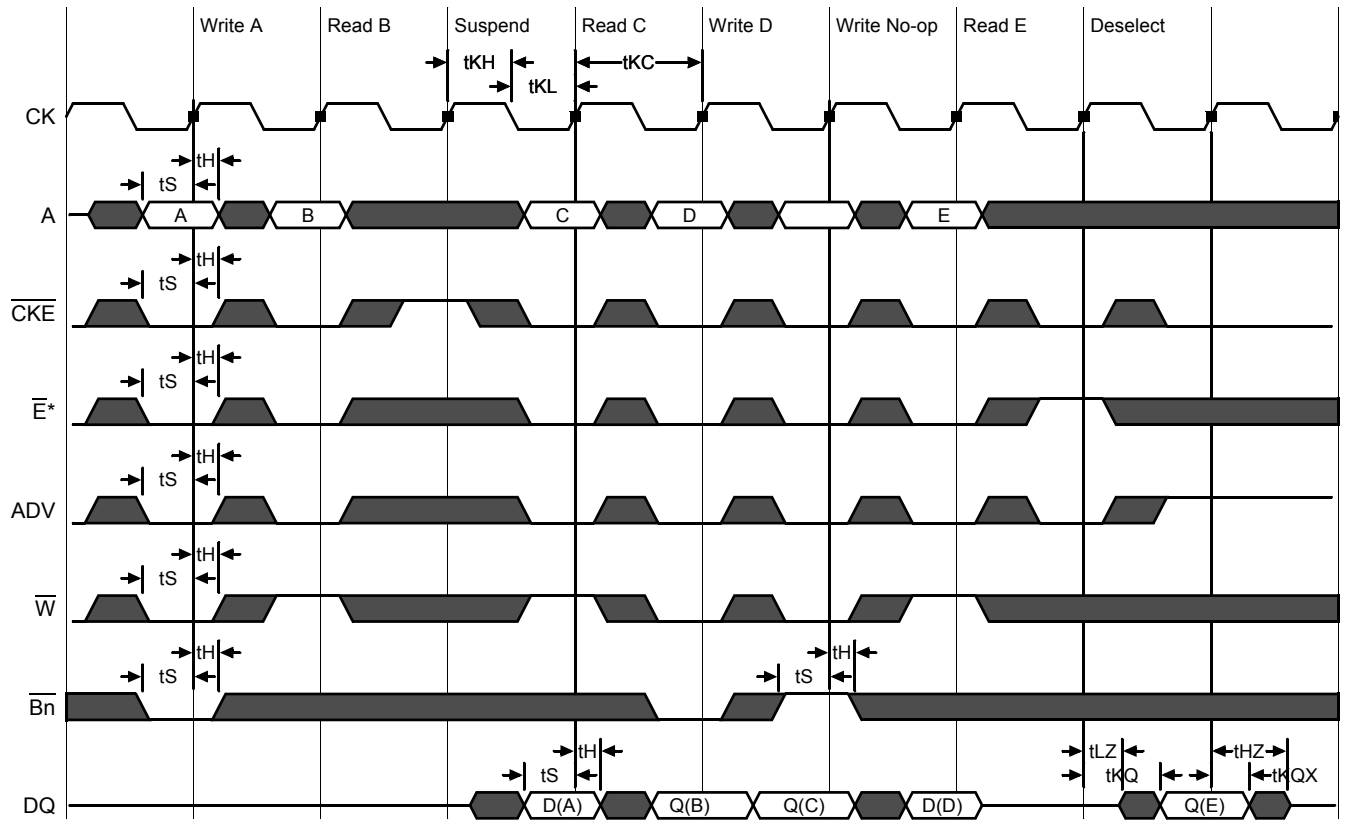 Write A Read B Suspend Read C Write D Write No-op Read E Deselect
tKH tKC
tKL
CK
tH
tS
A A B C D E
tH
tS
CKE
tH
tS
E*
tH
tS
ADV
tH
tS
W
tH tH
tS tS
Bn
tH tLZ tHZ
tS tKQ tKQX
DQ D(A) Q(B) Q(C) D(D) Q(E)